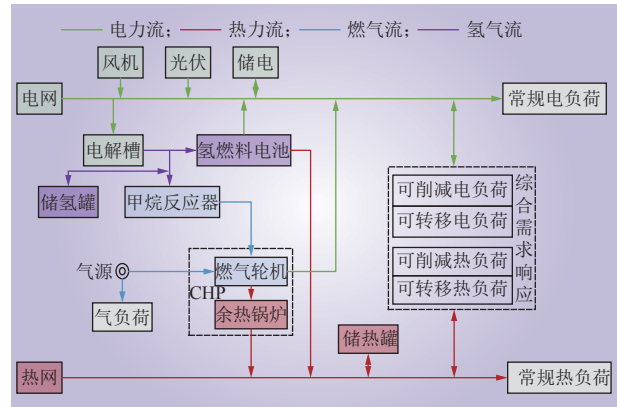 电力流; 热力流; 燃气流; 氢气流
风机 光伏 储电
电网 常规电负荷
电解槽 氢燃料电池
储氢罐 甲烷反应器
可削减电负荷
可转移电负荷
可削减热负荷
可转移热负荷
综合需求响应
气源 燃气轮机
CHP
气负荷 余热锅炉
储热罐
热网 常规热负荷